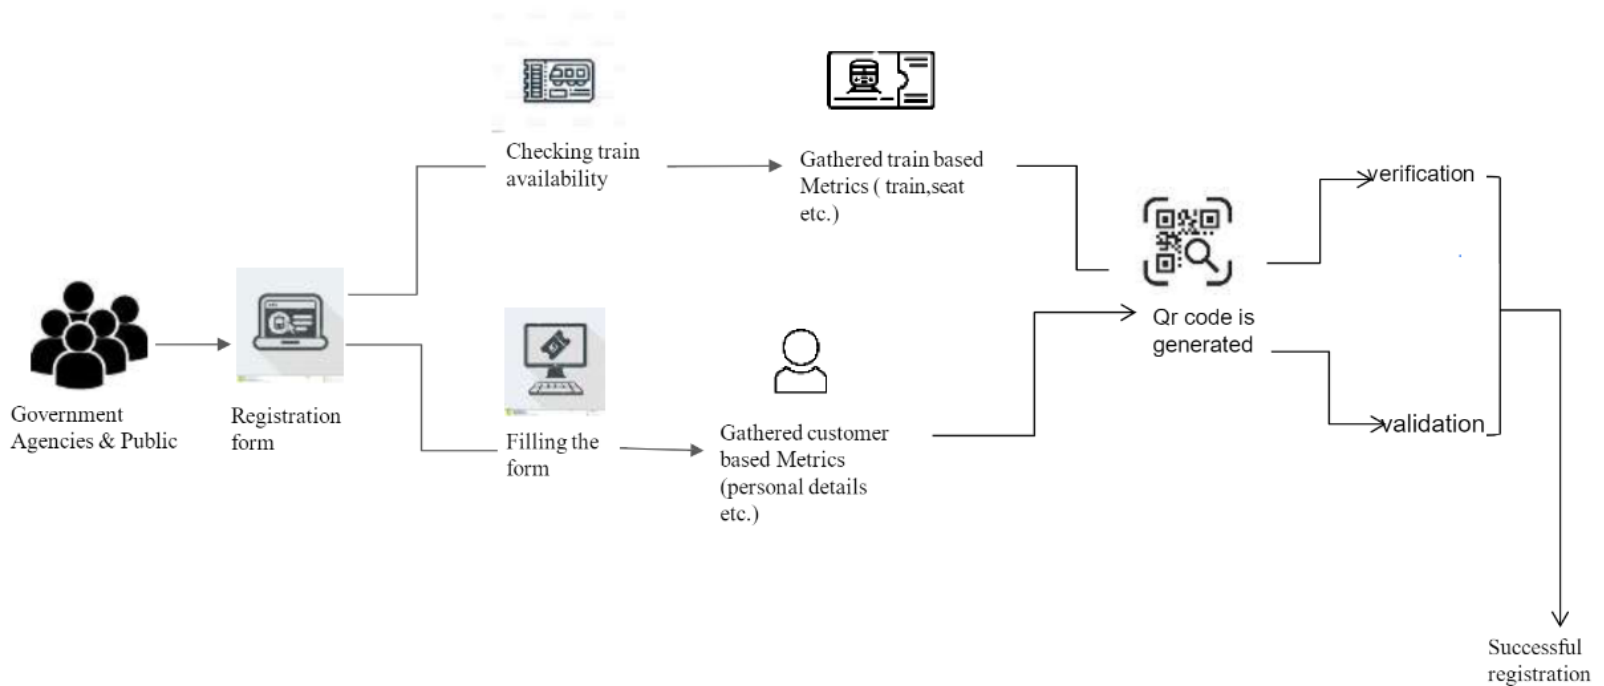 Checking train
availability
Gathered train based
Metrics ( train,seat
etc.)
verification
Qr code is
generated
validation
Government
Agencies & Public
Registration
form
Filling the
form
Gathered customer
based Metrics
(personal details
etc.)
Successful
registration